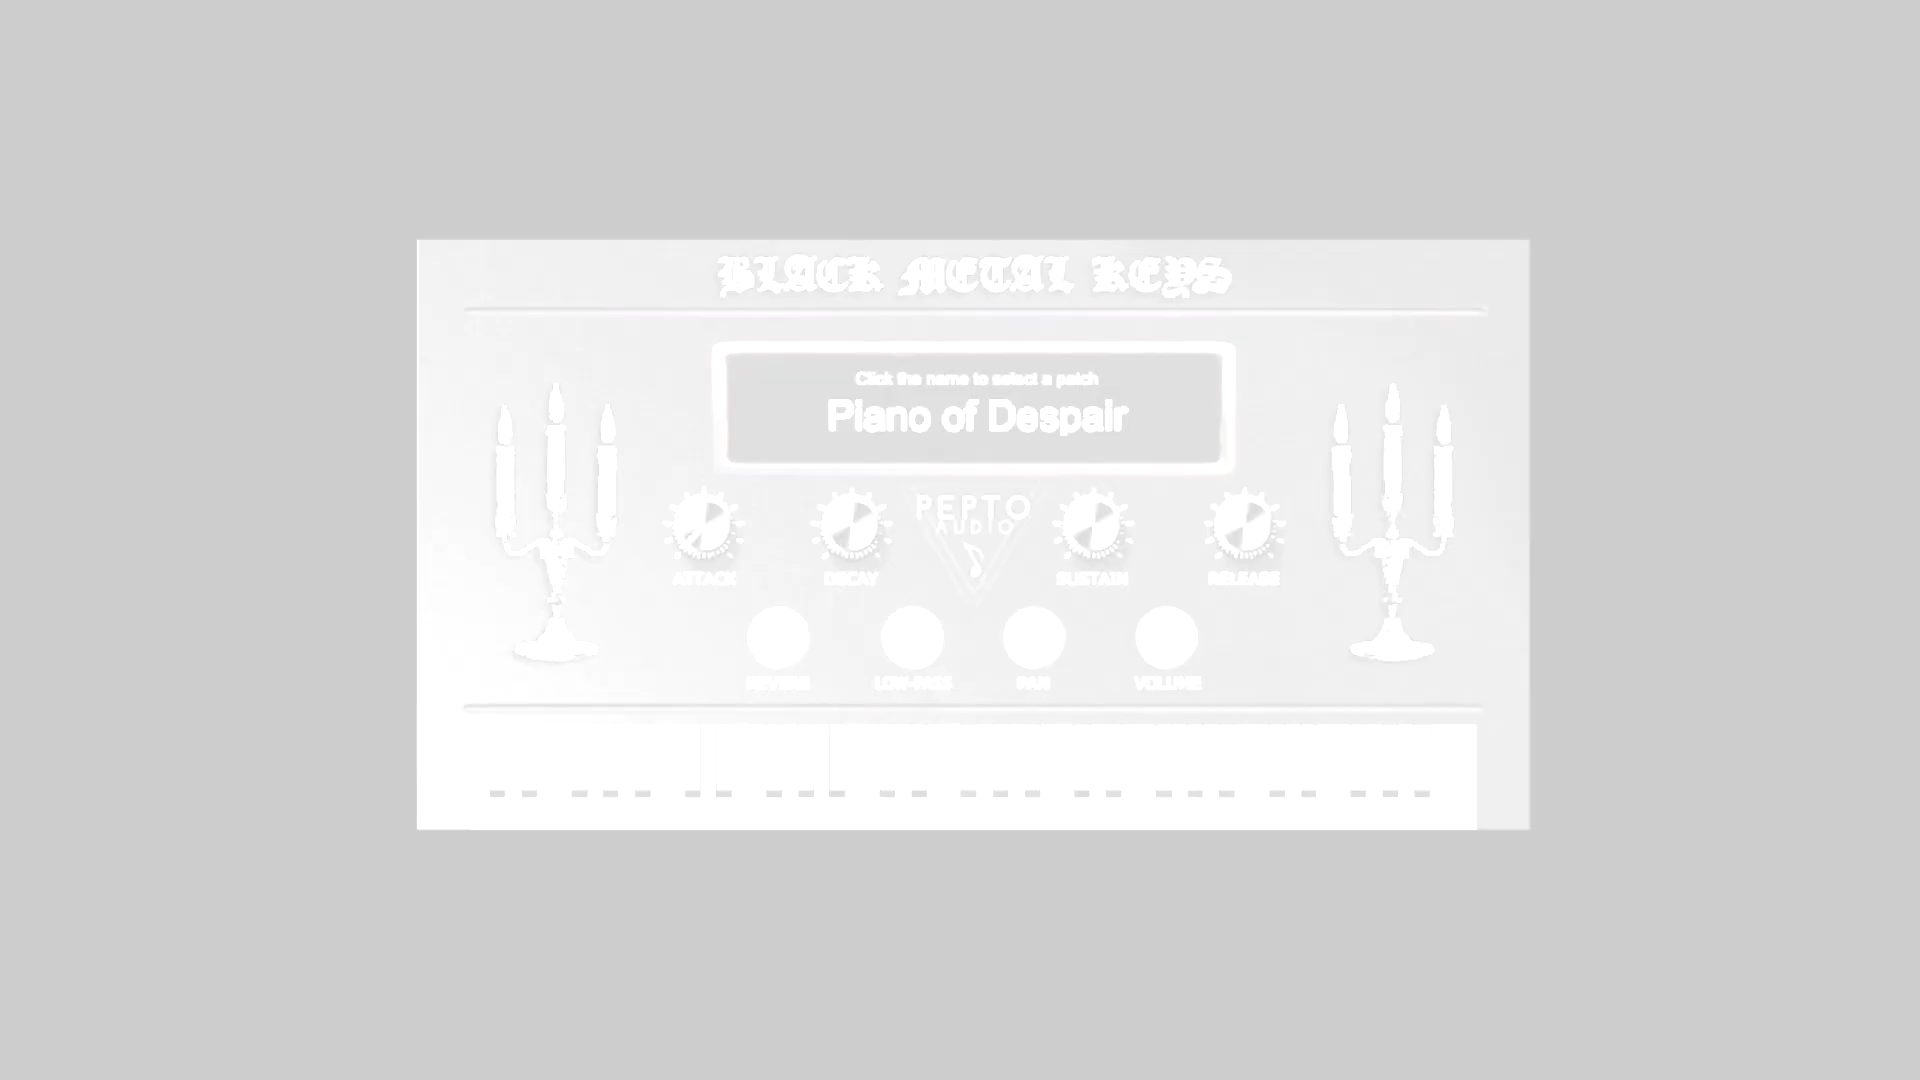 BLACK METAL KEYS
Click the name to select a patch
Piano of Despair
PEPTO
AUDIO
ATTACK
DECAY
SUSTAIN
RELEASE
REVERB
LOW-PASS
PAN
VOLUME